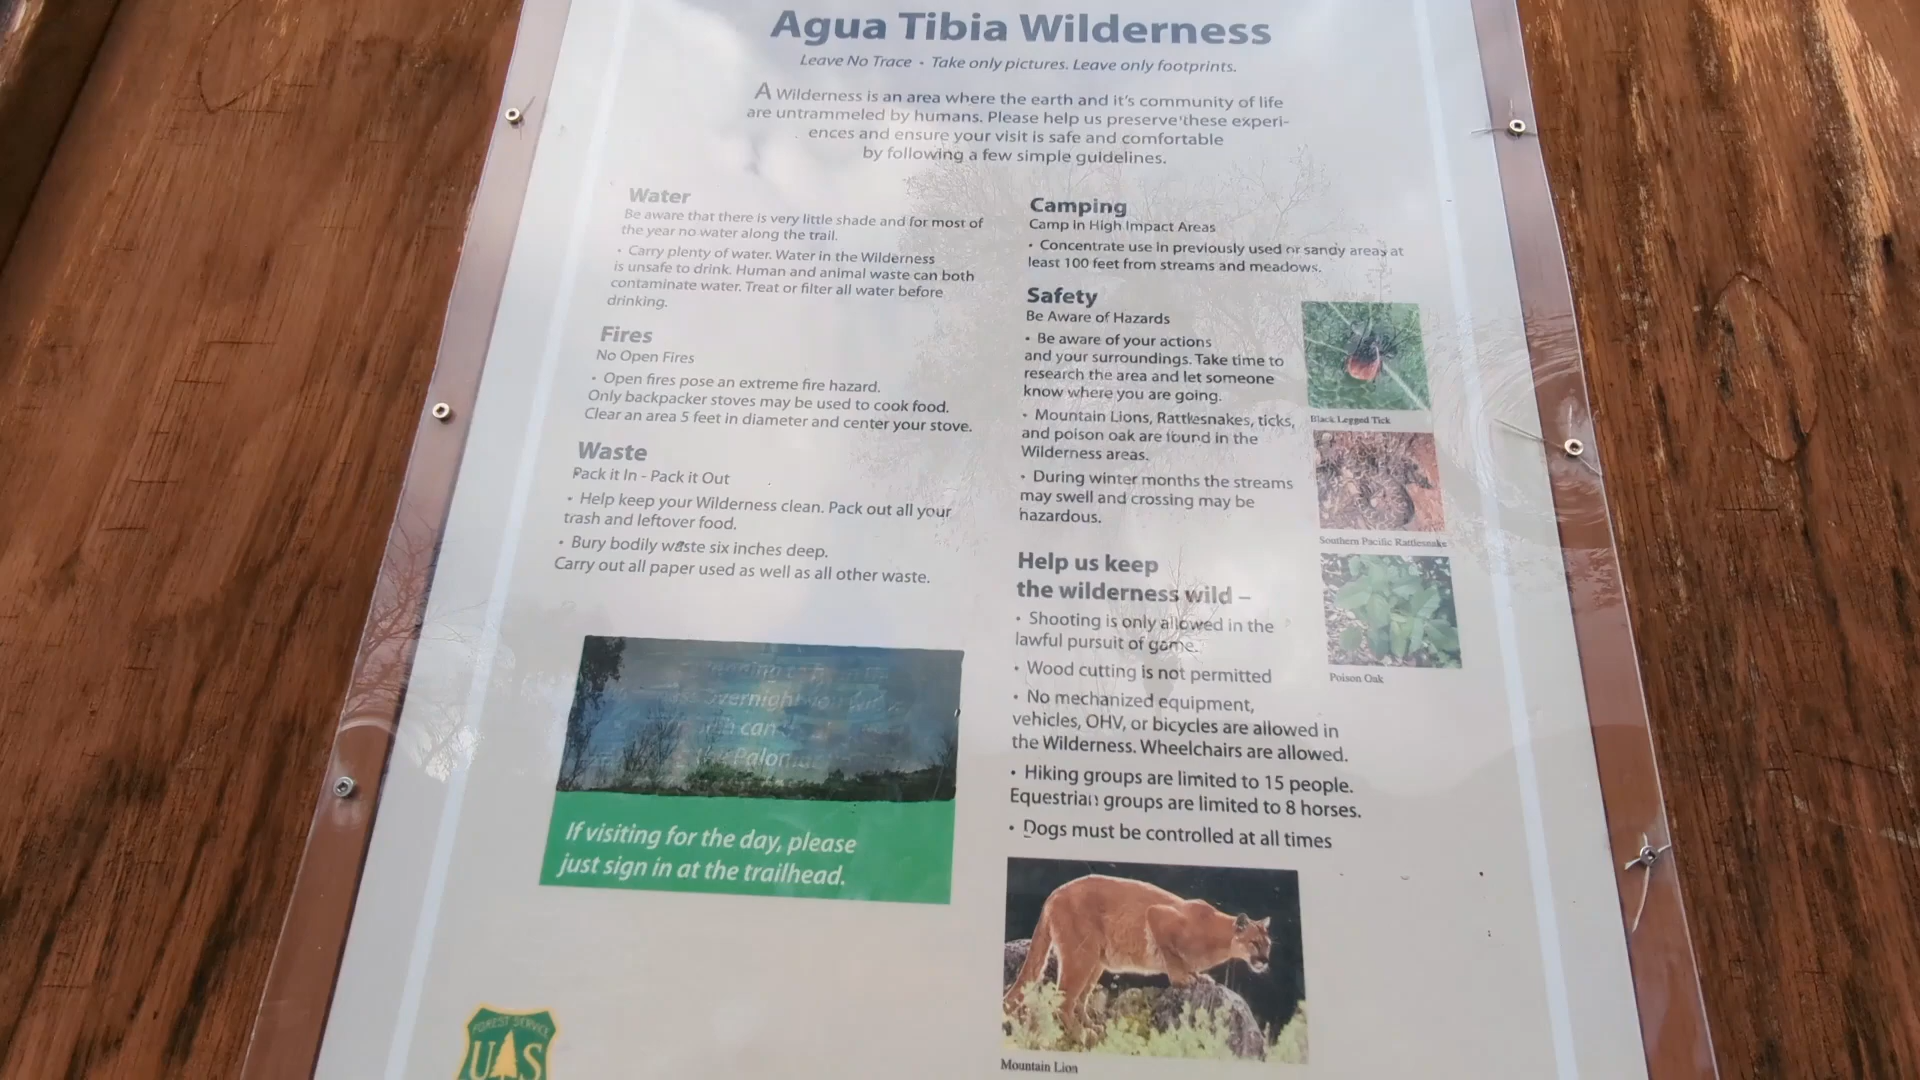 Agua Tibia Wilderness
Leave No Trace - Take only pictures. Leave only footprints.
A Wilderness is an area where the earth and it's community of life
are untrammeled by humans. Please help us preserve these experi-
ences and ensure your visit is safe and comfortable
by following a few simple guidelines.
Water
Be aware that there is very little shade and for most of
the year no water along the trail.
• Carry plenty of water. Water in the Wilderness
is unsafe to drink. Human and animal waste can both
contaminate water. Treat or filter all water before
drinking.
Fires
No Open Fires
• Open fires pose an extreme fire hazard.
Only backpacker stoves may be used to cook food.
Clear an area 5 feet in diameter and center your stove.
Waste
Pack it In - Pack it Out
• Help keep your Wilderness clean. Pack out all your
trash and leftover food.
• Bury bodily waste six inches deep.
Carry out all paper used as well as all other waste.
overnight
can
If visiting for the day, please
just sign in at the trailhead.
FOREST SERVICE
U S
Camping
Camp in High Impact Areas
• Concentrate use in previously used or sandy areas at
least 100 feet from streams and meadows.
Safety
Be Aware of Hazards
• Be aware of your actions
and your surroundings. Take time to
research the area and let someone
know where you are going.
• Mountain Lions, Rattlesnakes, ticks,
and poison oak are found in the
Wilderness areas.
• During winter months the streams
may swell and crossing may be
hazardous.
Black Legged Tick
Southern Pacific Rattlesnake
Poison Oak
Help us keep
the wilderness wild –
• Shooting is only allowed in the
lawful pursuit of game.
• Wood cutting is not permitted
• No mechanized equipment,
vehicles, OHV, or bicycles are allowed in
the Wilderness. Wheelchairs are allowed.
• Hiking groups are limited to 15 people.
Equestrian groups are limited to 8 horses.
• Dogs must be controlled at all times
Mountain Lion